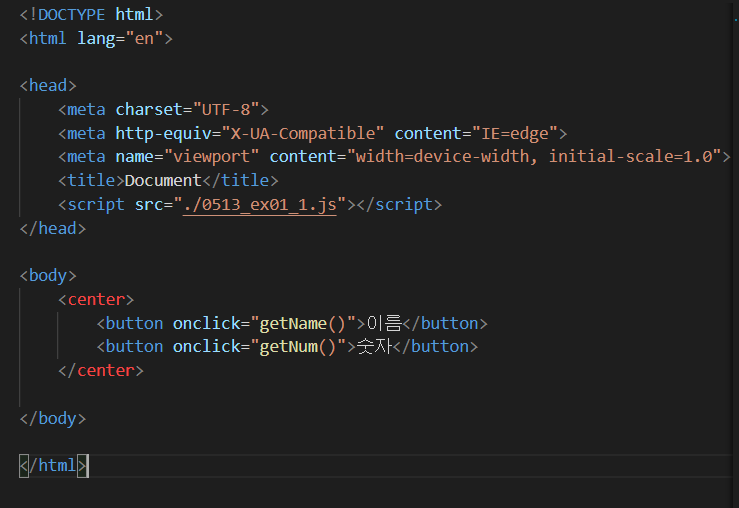 <!DOCTYPE html>
<html lang="en">
<head>
<meta charset="UTF-8">
<meta http-equiv="X-UA-Compatible" content="IE=edge">
<meta name="viewport" content="width=device-width, initial-scale=1.0">
<title>Document</title>
<script src="./0513_ex01_1.js"></script>
</head>
<body>
<center>
<button onclick="getName()">이름</button>
<button onclick="getNum()">숫자</button>
</center>
</body>
</html>